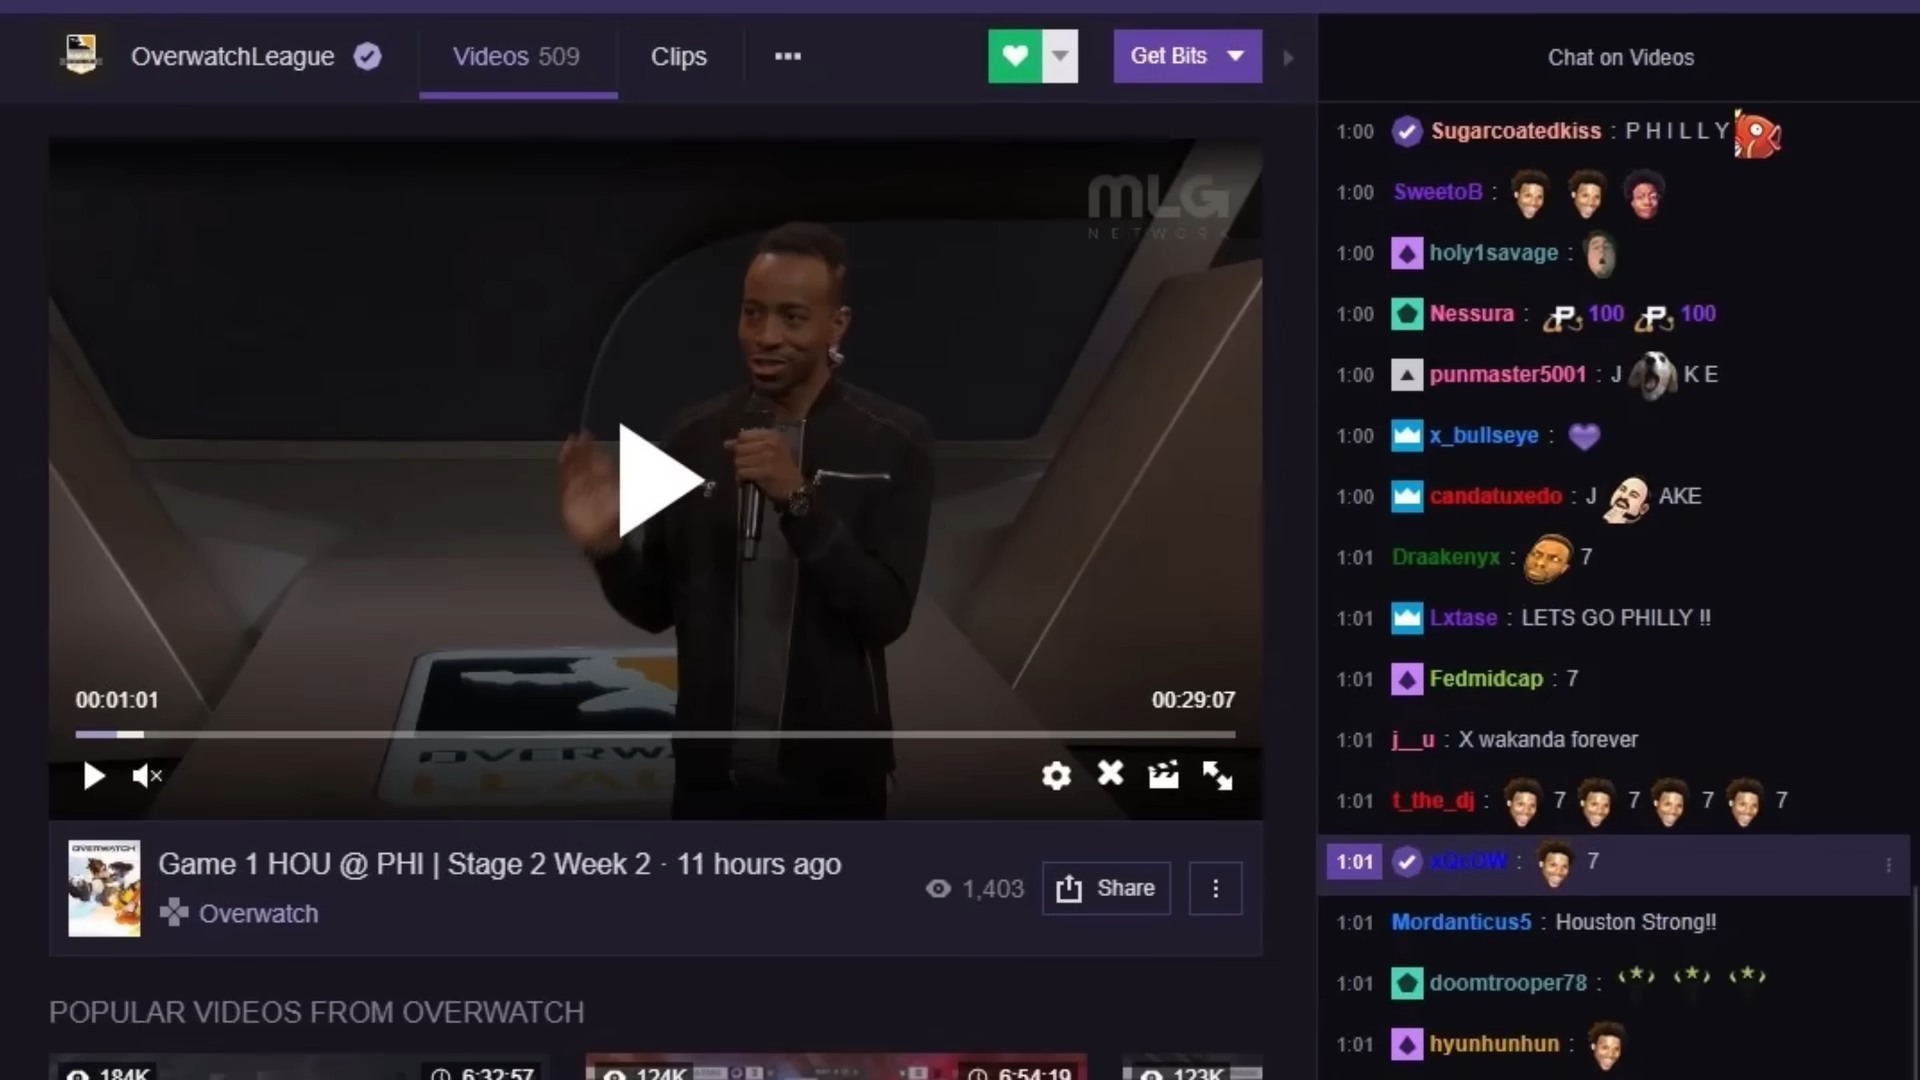 OverwatchLeague
Videos 509
Clips
Get Bits
Chat on Videos
MLG
NETWORK
00:01:01
00:29:07
OVERW
LEAG
OVERWATCH
Game 1 HOU @ PHI | Stage 2 Week 2 · 11 hours ago
Overwatch
1,403
Share
POPULAR VIDEOS FROM OVERWATCH
184K
6:32:57
124K
6:54:19
123K
1:00 Sugarcoatedkiss : P H I L L Y
1:00 SweetoB :
1:00 holy1savage :
1:00 Nessura : P 100 P 100
1:00 punmaster5001 : J K E
1:00 x_bullseye :
1:00 candatuxedo : J AKE
1:01 Draakenyx : 7
1:01 Lxtase : LETS GO PHILLY !!
1:01 Fedmidcap : 7
1:01 j__u : X wakanda forever
1:01 t_the_dj : 7 7 7 7
1:01 xQcOW : 7
1:01 Mordanticus5 : Houston Strong!!
1:01 doomtrooper78 :
1:01 hyunhunhun :